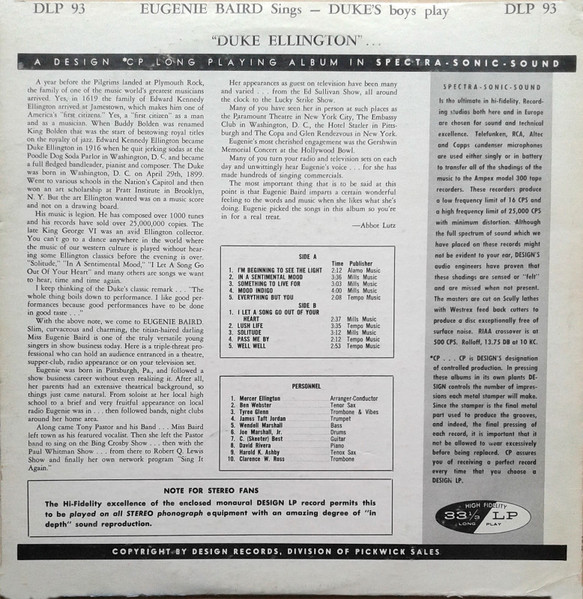 DLP 93 EUGENIE BAIRD Sings — DUKE'S boys play DLP 93
"DUKE ELLINGTON" . . .
A DESIGN *CP LONG PLAYING ALBUM IN SPECTRA-SONIC-SOUND
A year before the Pilgrims landed at Plymouth Rock,
the family of one of the music world's greatest musicians
arrived. Yes, in 1619 the family of Edward Kennedy
Ellington arrived at Jamestown, which makes him one of
America's "first citizens." Yes, a "first citizen" as a man
and as a musician. When Buddy Bolden was renamed
King Bolden that was the start of bestowing royal titles
on the royalty of jazz. Edward Kennedy Ellington became
Duke Ellington in 1916 when he quit jerking sodas at the
Poodle Dog Soda Parlor in Washington, D. C. and became
a full fledged bandleader, pianist and composer. The Duke
was born in Washington, D. C. on April 29th, 1899.
Went to various schools in the Nation's Capitol and then
won an art scholarship at Pratt Institute in Brooklyn,
N. Y. But the art Ellington wanted was on a music score
and not on a drawing board.
His music is legion. He has composed over 1000 tunes
and his records have sold over 25,000,000 copies. The
late King George VI was an avid Ellington collector.
You can't go to a dance anywhere in the world where
the music of our western culture is played without hear-
ing some Ellington classics before the evening is over.
"Solitude," "In A Sentimental Mood," "I Let A Song Go
Out Of Your Heart" and many others are songs we want
to hear, time and time again.
I keep thinking of the Duke's classic remark . . . "The
whole thing boils down to performance. I like good per-
formances because good performances have to be done
in good taste . . ."
With the above note, we come to EUGENIE BAIRD.
Slim, curvaceous and charming, the titian-haired darling
Miss Eugenie Baird is one of the truly versatile young
singers in show business today. Here is a triple-threat pro-
fessional who can hold an audience entranced in a theatre,
supper-club, radio appearance or on your television set.
Eugenie was born in Pittsburgh, Pa., and followed a
show business career without even realizing it. After all,
her parents had an extensive theatrical background, so
things just came natural. From soloist at her local high
school to a brief and very fruitful appearance on local
radio Eugenie was in . . . then followed bands, night clubs
around her home area.
Along came Tony Pastor and his Band . . . Miss Baird
left town as his featured vocalist. Then she left the Pastor
band to sing on the Bing Crosby Show . . . then with the
Paul Whitman Show . . . from there to Robert Q. Lewis
Show and finally her own network program "Sing It
Again."
Her appearances as guest on television have been many
and varied . . . from the Ed Sullivan Show, all around
the clock to the Lucky Strike Show.
Many of you have seen her in person at such places as
the Paramount Theatre in New York City, The Embassy
Club in Washington, D. C., the Hotel Statler in Pitts-
burgh and The Copa and Glen Rendezvous in New York.
Eugenie's most cherished engagement was the Gershwin
Memorial Concert at the Hollywood Bowl.
Many of you turn your radio and television sets on each
day and unwittingly hear Eugenie's voice . . . for she has
made hundreds of singing commercials.
The most important thing that is to be said at this
point is that Eugenie Baird imparts a certain wonderful
feeling to the words and music when she likes what she's
doing. Eugenie picked the songs in this album so you're
in for a real treat.
—Abbot Lutz
SIDE A
Time Publisher
1. I'M BEGINNING TO SEE THE LIGHT 2:12 Alamo Music
2. IN A SENTIMENTAL MOOD 3:36 Mills Music
3. SOMETHING TO LIVE FOR 3:03 Mills Music
4. MOOD INDIGO 4:00 Mills Music
5. EVERYTHING BUT YOU 2:08 Tempo Music
SIDE B
1. I LET A SONG GO OUT OF YOUR
HEART 2:37 Mills Music
2. LUSH LIFE 3:35 Tempo Music
3. SOLITUDE 3:12 Mills Music
4. PASS ME BY 2:12 Tempo Music
5. WELL WELL 2:53 Tempo Music
PERSONNEL
1. Mercer Ellington Arranger-Conductor
2. Ben Webster Tenor Sax
3. Tyree Glenn Trombone & Vibes
4. James Taft Jordan Trumpet
5. Wendell Marshall Bass
6. Joe Marshall, Jr. Drums
7. C. (Skeeter) Best Guitar
8. David Rivera Piano
9. Harold K. Ashby Tenox Sax
10. Clarence W. Ross Trombone
SPECTRA-SONIC-SOUND
Is the ultimate in hi-fidelity. Record-
ing studios both here and in Europe
are chosen for sound and technical
excellence. Telefunken, RCA, Altec
and Capps condenser microphones
are used either singly or in battery
to transfer all of the shadings of the
music to the Ampex model 300 tape
recorders. These recorders produce
a low frequency limit of 16 CPS and
a high frequency limit of 25,000 CPS
with minimum distortion. Although
the full spectrum of sound which we
have placed on these records might
not be evident to your ear, DESIGN'S
audio engineers have proven that
these shadings are sensed or "felt"
and are missed when not present.
The masters are cut on Scully lathes
with Westrex feed back cutters to
produce a disc exceptionally free of
surface noise. RIAA crossover is at
500 CPS. Rolloff, 13.75 DB at 10 KC.
*CP . . . CP is DESIGN'S designation
of controlled production. In pressing
these albums in its own plants DE-
SIGN controls the number of impres-
sions each metal stamper will make.
Since the stamper is the final metal
part used to produce the grooves,
and indeed, the final pressing of
each record, it is important that it
not be allowed to wear excessively
before being replaced. CP assures
you of receiving a perfect record
every time that you choose a
DESIGN LP.
HIGH FIDELITY
33⅓ LP
LONG PLAY
NOTE FOR STEREO FANS
The Hi-Fidelity excellence of the enclosed monaural DESIGN LP record permits this
to be played on all STEREO phonograph equipment with an amazing degree of "in
depth" sound reproduction.
COPYRIGHT BY DESIGN RECORDS, DIVISION OF PICKWICK SALES